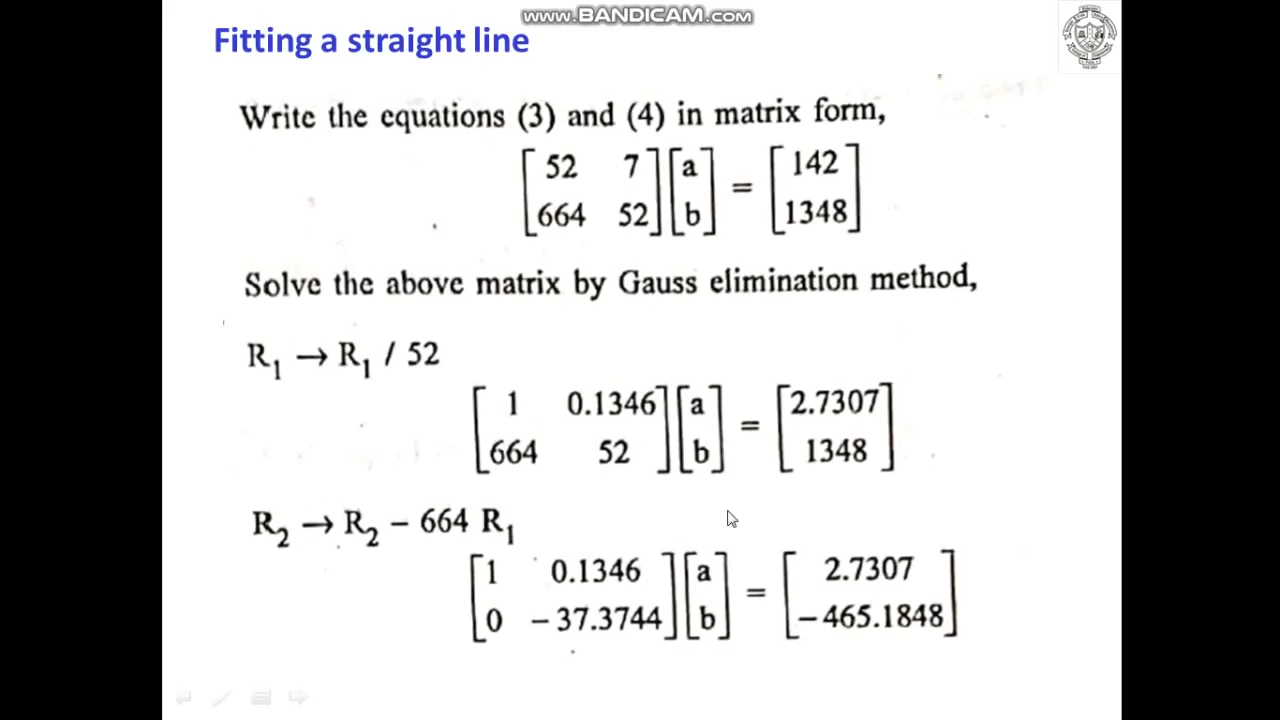 www.BANDICAM.com
Fitting a straight line
Write the equations (3) and (4) in matrix form,
[52 7; 664 52] [a; b] = [142; 1348]
Solve the above matrix by Gauss elimination method,
R₁ → R₁ / 52
[1 0.1346; 664 52] [a; b] = [2.7307; 1348]
R₂ → R₂ − 664 R₁
[1 0.1346; 0 − 37.3744] [a; b] = [2.7307; − 465.1848]